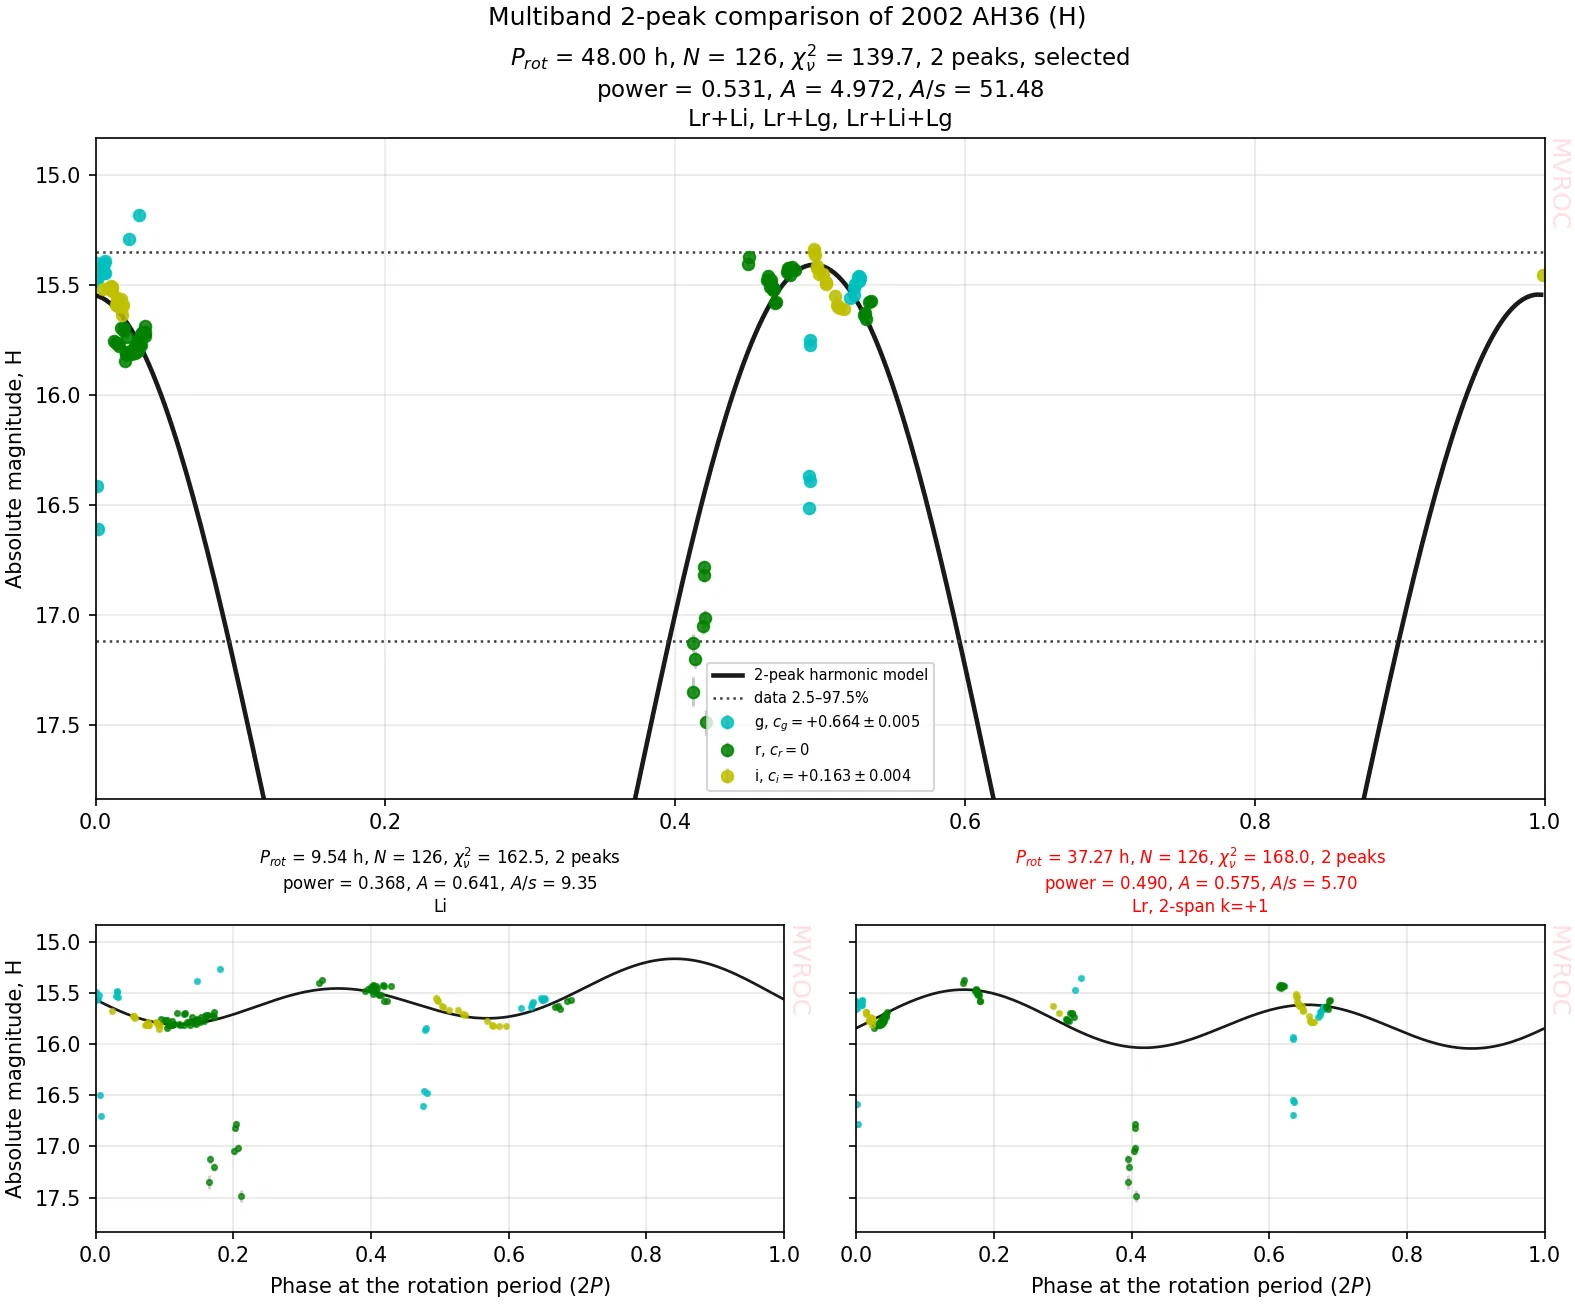 Multiband 2-peak comparison of 2002 AH36 (H)
P_rot = 48.00 h, N = 126, χ²_ν = 139.7, 2 peaks, selected
power = 0.531, A = 4.972, A/s = 51.48
Lr+Li, Lr+Lg, Lr+Li+Lg
MVROC
Absolute magnitude, H
15.0
15.5
16.0
16.5
17.0
17.5
2-peak harmonic model
data 2.5–97.5%
g, c_g = +0.664 ± 0.005
r, c_r = 0
i, c_i = +0.163 ± 0.004
0.0 0.2 0.4 0.6 0.8 1.0
P_rot = 9.54 h, N = 126, χ²_ν = 162.5, 2 peaks
power = 0.368, A = 0.641, A/s = 9.35
Li
MVROC
Absolute magnitude, H
15.0
15.5
16.0
16.5
17.0
17.5
0.0 0.2 0.4 0.6 0.8 1.0
Phase at the rotation period (2P)
P_rot = 37.27 h, N = 126, χ²_ν = 168.0, 2 peaks
power = 0.490, A = 0.575, A/s = 5.70
Lr, 2-span k=+1
MVROC
0.0 0.2 0.4 0.6 0.8 1.0
Phase at the rotation period (2P)